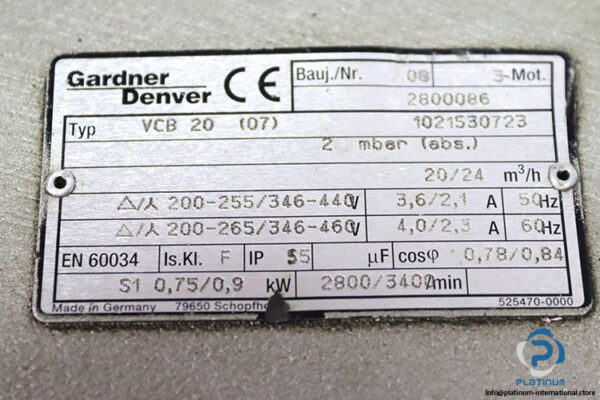 Gardner Denver CE Bauj./Nr. 08 3-Mot.
2800086
Typ VCB 20 (07) 1021530723
2 mbar (abs.)
20/24 m³/h
△/⅄ 200-255/346-440 V 3,6/2,1 A 50 Hz
△/⅄ 200-265/346-460 V 4,0/2,3 A 60 Hz
EN 60034 Is.Kl. F IP 55 µF cosφ 0,78/0,84
S1 0,75/0,9 kW 2800/3400/min
Made in Germany 79650 Schopfhe 525470-0000
PLATINUM
Info@platinum-international.store